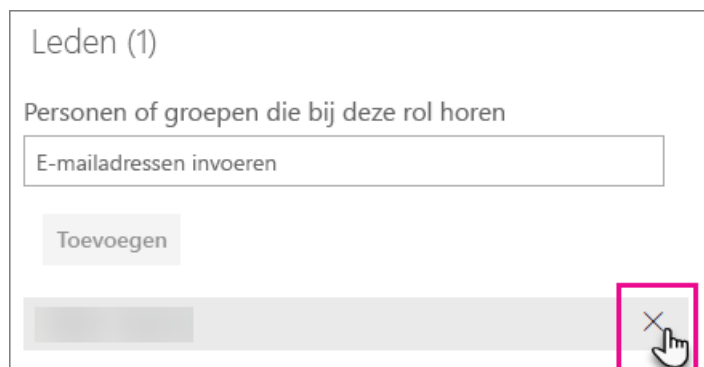 Leden (1)
Personen of groepen die bij deze rol horen
E-mailadressen invoeren
Toevoegen